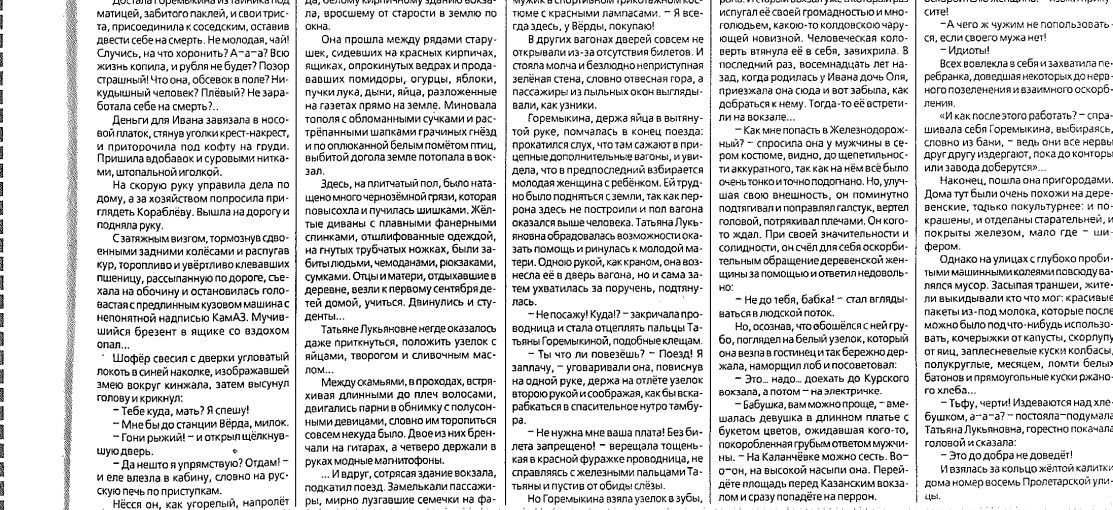 Достала Горемыкина из тайника под
матицей, забитого паклей, и свои трис-
та, присоединила к соседским, оставив
двести себе на смерть. Не молодая, чай!
Случись, на что хоронить? А-а-а? Всю
жизнь копила, и рубля не будет? Позор
страшный! Что она, обсевок в поле? Ни-
кудышный человек? Плёвый? Не зара-
ботала себе на смерть?..
Деньги для Ивана завязала в носо-
вой платок, стянув уголки крест-накрест,
и приторочила под кофту на груди.
Пришила вдобавок и суровыми нитка-
ми, штопальной иголкой.
На скорую руку управила дела по
дому, а за хозяйством попросила при-
глядеть Кораблёву. Вышла на дорогу и
подняла руку.
С затяжным визгом, тормознув сдво-
енными задними колёсами и распугав
кур, торопливо и увёртливо клевавших
пшеницу, рассыпанную по дороге, съе-
хала на обочину и остановилась голо-
вастая с предлинным кузовом машина с
непонятной надписью КамАЗ. Мучив-
шийся брезент в ящике со вздохом
опал...
Шофёр свесил с дверки угловатый
локоть в синей наколке, изображавшей
змею вокруг кинжала, затем высунул
голову и крикнул:
– Тебе куда, мать? Я спешу!
– Мне бы до станции Вёрда, милок.
– Гони рыжий! – и открыл щёлкнув-
шую дверь.
– Да нешто я упрямствую? Отдам! –
и еле влезла в кабину, словно на рус-
скую печь по приступкам.
Нёсся он, как угорелый, напролёт
да, белому кирпичному зданию вокза-
ла, вросшему от старости в землю по
окна.
Она прошла между рядами стару-
шек, сидевших на красных кирпичах,
ящиках, опрокинутых ведрах и прода-
вавших помидоры, огурцы, яблоки,
пучки лука, дыни, яйца, разложенные
на газетах прямо на земле. Миновала
тополя с обломанными сучками и рас-
трёпанными шапками грачиных гнёзд
и по оплюканной белым помётом птиц,
выбитой догола земле потопала в вок-
зал.
Здесь, на плитчатый пол, было ната-
щено много чернозёмной грязи, которая
повысохла и пучилась шишками. Жёл-
тые диваны с плавными фанерными
спинками, отшлифованные одеждой,
на гнутых трубчатых ножках, были за-
биты людьми, чемоданами, рюкзаками,
сумками. Отцы и матери, отдыхавшие в
деревне, везли к первому сентября де-
тей домой, учиться. Двинулись и сту-
денты...
Татьяне Лукьяновне негде оказалось
даже приткнуться, положить узелок с
яйцами, творогом и сливочным мас-
лом...
Между скамьями, в проходах, встря-
хивая длинными до плеч волосами,
двигались парни в обнимку с полусон-
ными девицами, словно им торопиться
совсем некуда было. Двое из них брен-
чали на гитарах, а четверо держали в
руках модные магнитофоны.
... И вдруг, сотрясая здание вокзала,
подкатил поезд. Замелькали пассажи-
ры, мирно лузгавшие семечки на фа-
мужик в спортивном трикотажном кос-
тюме с красными лампасами. – Я все-
гда здесь, у Вёрды, покупаю!
В других вагонах дверей совсем не
открывали из-за отсутствия билетов. И
стояла молча и безлюдно неприступная
зелёная стена, словно отвесная гора, а
пассажиры из пыльных окон выгляды-
вали, как узники.
Горемыкина, держа яйца в вытяну-
той руке, помчалась в конец поезда:
прокатился слух, что там сажают в при-
цепные дополнительные вагоны, и уви-
дела, что в предпоследний взбирается
молодая женщина с ребёнком. Ей труд-
но было подняться с земли, так как пер-
рона здесь не построили и пол вагона
оказался выше человека. Татьяна Лукь-
яновна обрадовалась возможности ока-
зать помощь и ринулась к молодой ма-
тери. Одною рукой, как краном, она воз-
несла её в дверь вагона, но и сама за-
тем ухватилась за поручен, подтяну-
лась.
– Не посажу! Куда!? – закричала про-
водница и стала отцеплять пальцы Та-
тьяны Горемыкиной, подобные клещам.
– Ты что ли повезёшь? – Поезд! Я
заплачу, – уговаривали она, повиснув
на одной руке, держа на отлёте узелок
второю рукой и соображая, как бы вска-
рабкаться в спасительное нутро тамбу-
ра.
– Не нужна мне ваша плата! Без би-
лета запрещено! – верещала тощень-
кая в красной фуражке проводница, не
справляясь с железными пальцами Та-
тьяны и пустив от обиды слёзы.
Но Горемыкина взяла узелок в зубы,
испугал её своей громадностью и мно-
голюдьем, какою-то колдовскою чару-
ющей новизной. Человеческая коло-
верть втянула её в себя, завихрила. В
последний раз, восемнадцать лет на-
зад, когда родилась у Ивана дочь Оля,
приезжала она сюда и вот забыла, как
добраться к нему. Тогда-то её встрети-
ли на вокзале...
– Как мне попасть в Железнодорож-
ный? – спросила она у мужчины в се-
ром костюме, видно, до щепетильнос-
ти аккуратного, так как на нём всё было
очень тонко и точно подогнано. Но, улуч-
шая свою внешность, он поминутно
подтягивал и поправлял галстук, вертел
головой, потряхивал плечами. Он кого-
то ждал. При своей значительности и
солидности, он счёл для себя оскорби-
тельным обращение деревенской жен-
щины за помощью и ответил недоволь-
но:
– Не до тебя, бабка! – стал вгляды-
ваться в людской поток.
Но, осознав, что обошёлся с ней гру-
бо, поглядел на белый узелок, который
она везла в гостинец и так бережно дер-
жала, наморщил лоб и посоветовал:
– Это... надо... доехать до Курского
вокзала, а потом – на электричке.
– Бабушка, вам можно проще, – вме-
шалась девушка в длинном платье с
букетом цветов, ожидавшая кого-то,
покоробленная грубым ответом мужчи-
ны. – На Каланчёвке можно сесть. Во-
о-он, на высокой насыпи она. Перей-
дёте площадь перед Казанским вокза-
лом и сразу попадёте на перрон.
сите!
– А чего ж чужим не попользовать-
ся, если своего мужа нет!
– Идиоты!
Всех вовлекла в себя и захватила пе-
ребранка, доведшая некоторых до нерв-
ного позеленения и взаимного оскорб-
ления.
«И как после этого работать? – спра-
шивала себя Горемыкина, выбираясь,
словно из бани, – ведь они все нервы
друг другу издергают, пока до конторы
или завода доберутся»...
Наконец, пошла она пригородами.
Дома тут были очень похожи на дере-
венские, только покультурнее: и по-
крашены, и отделаны старательней, и
покрыты железом, мало где – ши-
фером.
Однако на улицах с глубоко проби-
тыми машинными колеями повсюду ва-
лялся мусор. Засыпая траншеи, жите-
ли выкидывали кто что мог: красивые
пакеты из-под молока, которые после
можно было под что-нибудь использо-
вать, кочерыжки от капусты, скорлупу
от яиц, заплесневелые куски колбасы,
полукруглые, месяцем, ломти белых
батонов и прямоугольные куски ржано-
го хлеба...
– Тьфу, черти! Издеваются над хле-
бушком, а-а-а? – постояла-подумала
Татьяна Лукьяновна, горестно покачала
головой и сказала:
– Это до добра не доведёт!
И взялась за кольцо жёлтой калитки
дома номер восемь Пролетарской ули-
цы.